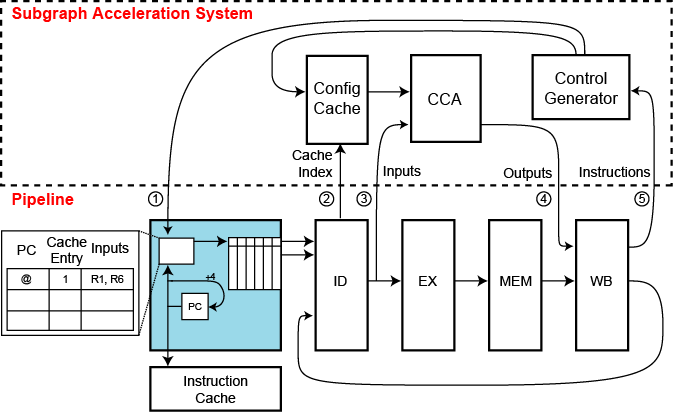 Subgraph Acceleration System
Config
Cache
CCA
Control
Generator
Cache
Index
Inputs
Outputs
Instructions
Pipeline
1
2
3
4
5
PC
Cache
Entry
Inputs
@
1
R1, R6
+4
PC
ID
EX
MEM
WB
Instruction
Cache